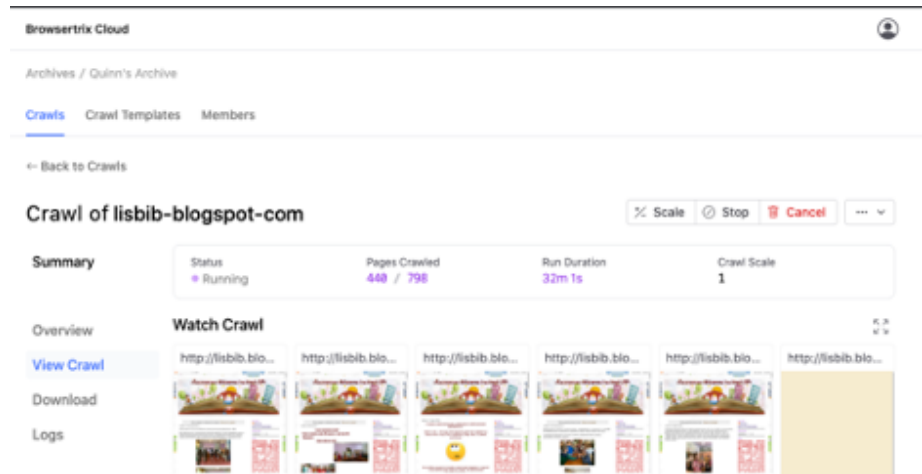 Browsertrix Cloud
Archives / Quinn's Archive
Crawls Crawl Templates Members
← Back to Crawls
Crawl of lisbib-blogspot-com
Scale Stop Cancel ...
Summary
Status Pages Crawled Run Duration Crawl Scale
Running 440 / 798 32m 1s 1
Overview
View Crawl
Download
Logs
Watch Crawl
http://lisbib.blo... http://lisbib.blo... http://lisbib.blo... http://lisbib.blo... http://lisbib.blo... http://lisbib.blo...